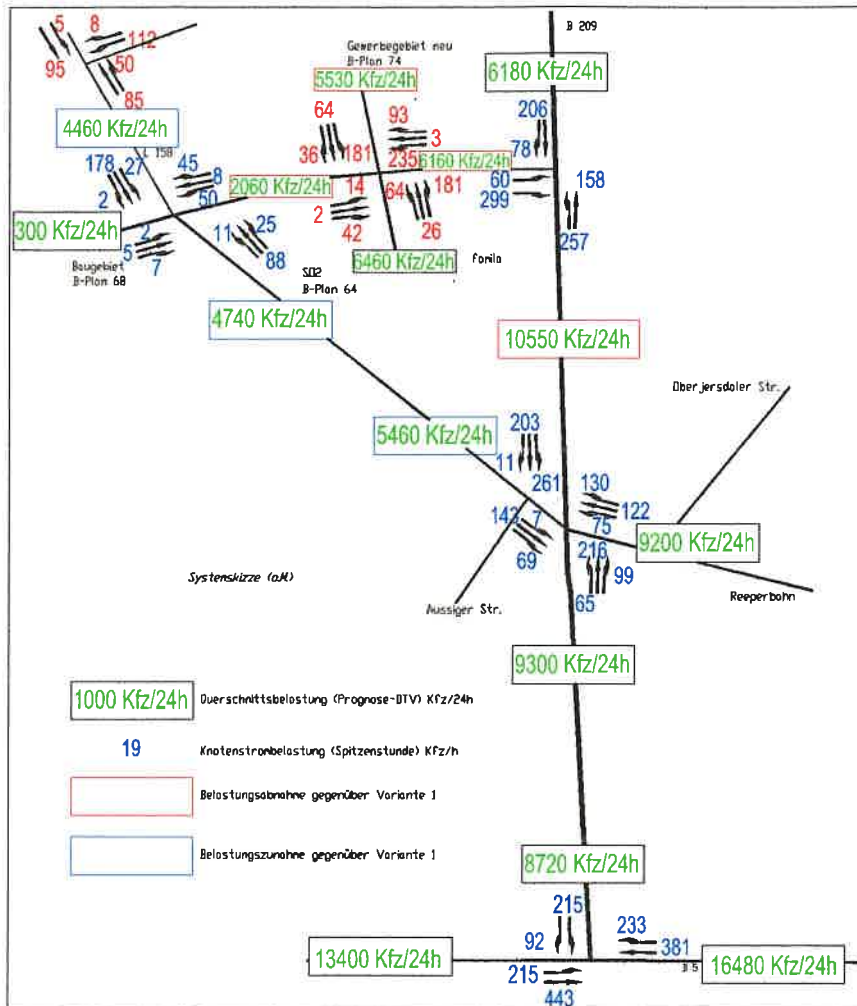 B 209
5
8
112
95
50
85
Gewerbegebiet neu
B-Plan 74
5530 Kfz/24h
6180 Kfz/24h
4460 Kfz/24h
L 158
64
93
3
36
181
235
6160 Kfz/24h
206
78
60
299
158
257
178
27
45
8
2
50
2060 Kfz/24h
14
64
181
2
42
26
300 Kfz/24h
2
5
7
11
25
88
6460 Kfz/24h
famila
Baugebiet
B-Plan 68
SO2
B-Plan 64
4740 Kfz/24h
10550 Kfz/24h
Oberjersdaler Str.
5460 Kfz/24h
203
11
261
130
122
75
143
7
69
216
99
65
9200 Kfz/24h
Systemskizze (oM)
Aussiger Str.
Reeperbahn
9300 Kfz/24h
1000 Kfz/24h
Querschnittsbelastung (Prognose-DTV) Kfz/24h
19
Knotenstrombelastung (Spitzenstunde) Kfz/h
Belastungsabnahme gegenüber Variante 1
Belastungszunahme gegenüber Variante 1
8720 Kfz/24h
215
92
233
381
13400 Kfz/24h
215
443
B 5
16480 Kfz/24h